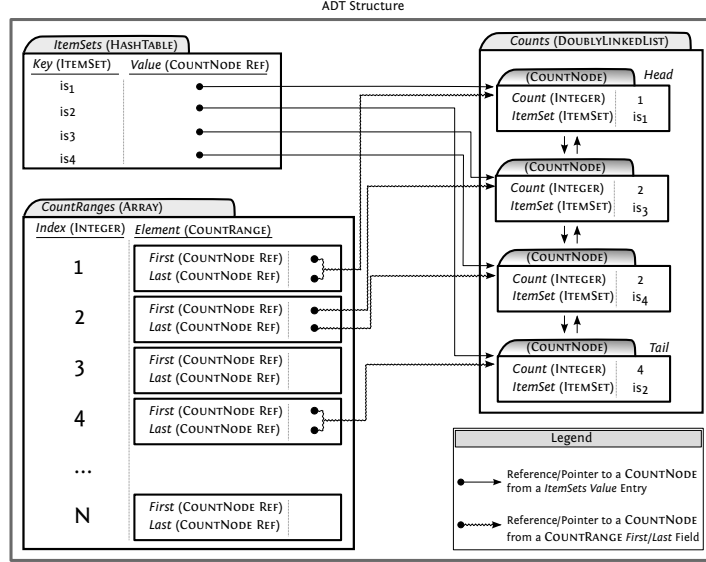 ADT Structure
ItemSets (HASHTABLE)
Key (ITEMSET) Value (COUNTNODE REF)
is1
is2
is3
is4
CountRanges (ARRAY)
Index (INTEGER) Element (COUNTRANGE)
1
First (COUNTNODE REF)
Last (COUNTNODE REF)
2
First (COUNTNODE REF)
Last (COUNTNODE REF)
3
First (COUNTNODE REF)
Last (COUNTNODE REF)
4
First (COUNTNODE REF)
Last (COUNTNODE REF)
...
N
First (COUNTNODE REF)
Last (COUNTNODE REF)
Counts (DOUBLYLINKEDLIST)
(COUNTNODE) Head
Count (INTEGER) 1
ItemSet (ITEMSET) is1
(COUNTNODE)
Count (INTEGER) 2
ItemSet (ITEMSET) is3
(COUNTNODE)
Count (INTEGER) 2
ItemSet (ITEMSET) is4
(COUNTNODE) Tail
Count (INTEGER) 4
ItemSet (ITEMSET) is2
Legend
Reference/Pointer to a COUNTNODE
from a ItemSets Value Entry
Reference/Pointer to a COUNTNODE
from a COUNTRANGE First/Last Field